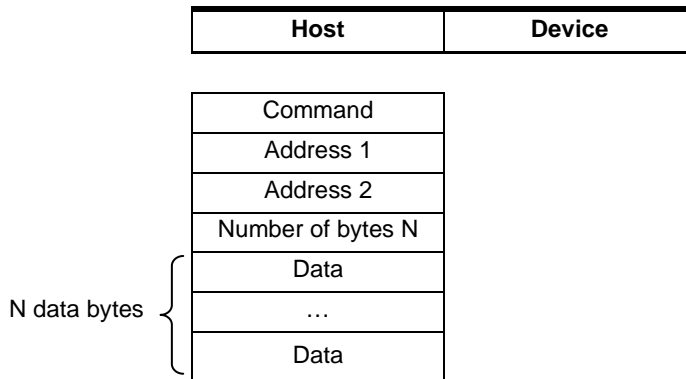 Host Device
Command
Address 1
Address 2
Number of bytes N
Data
N data bytes
…
Data